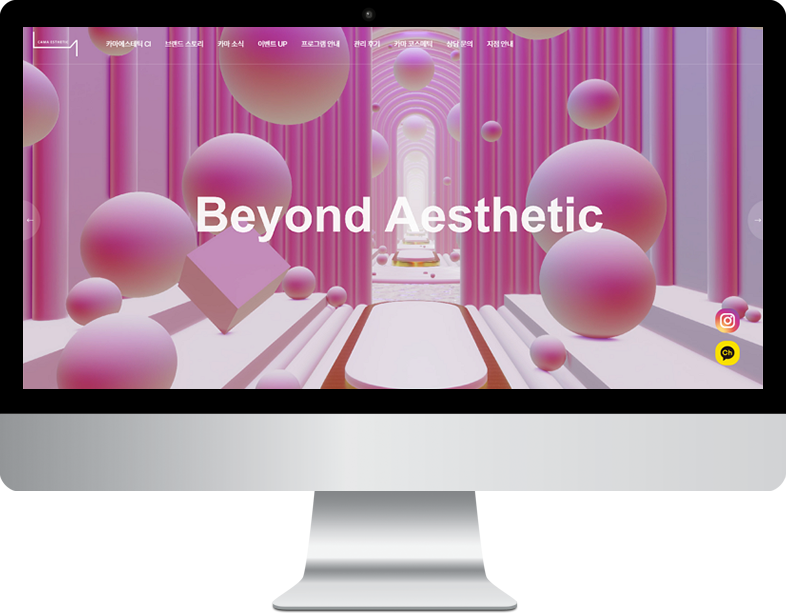 CAMA ESTHETIC
카마에스테틱 CI 브랜드 스토리 카마 소식 이벤트 UP 프로그램 안내 관리 후기 카마 코스메틱 상담 문의 지점 안내
Beyond Aesthetic
Ch